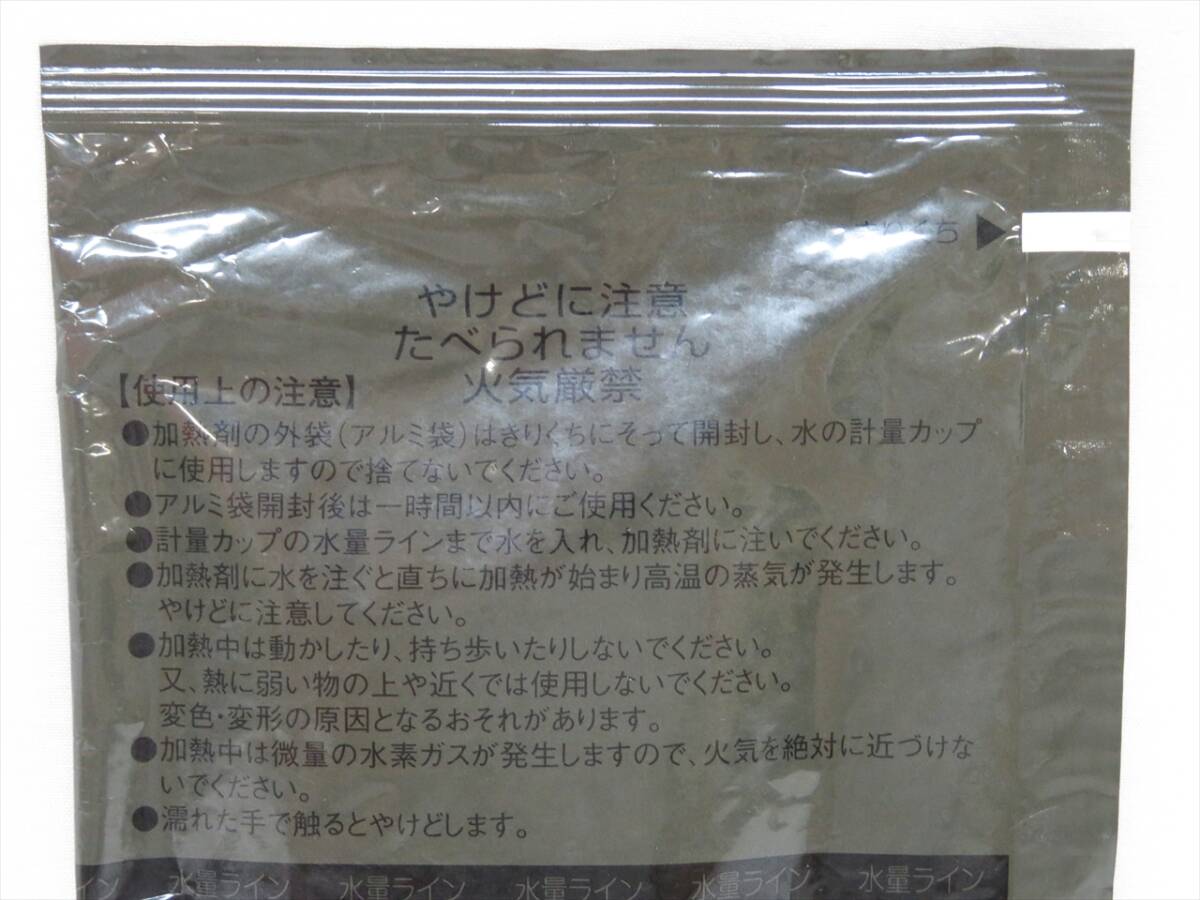 きりくち▶
やけどに注意
たべられません
火気厳禁
【使用上の注意】
●加熱剤の外袋(アルミ袋)はきりくちにそって開封し、水の計量カップ
に使用しますので捨てないでください。
●アルミ袋開封後は一時間以内にご使用ください。
●計量カップの水量ラインまで水を入れ、加熱剤に注いでください。
●加熱剤に水を注ぐと直ちに加熱が始まり高温の蒸気が発生します。
やけどに注意してください。
●加熱中は動かしたり、持ち歩いたりしないでください。
又、熱に弱い物の上や近くでは使用しないでください。
変色・変形の原因となるおそれがあります。
●加熱中は微量の水素ガスが発生しますので、火気を絶対に近づけな
いでください。
●濡れた手で触るとやけどします。
イン 水量ライン 水量ライン 水量ライン 水量ライン 水量ライン